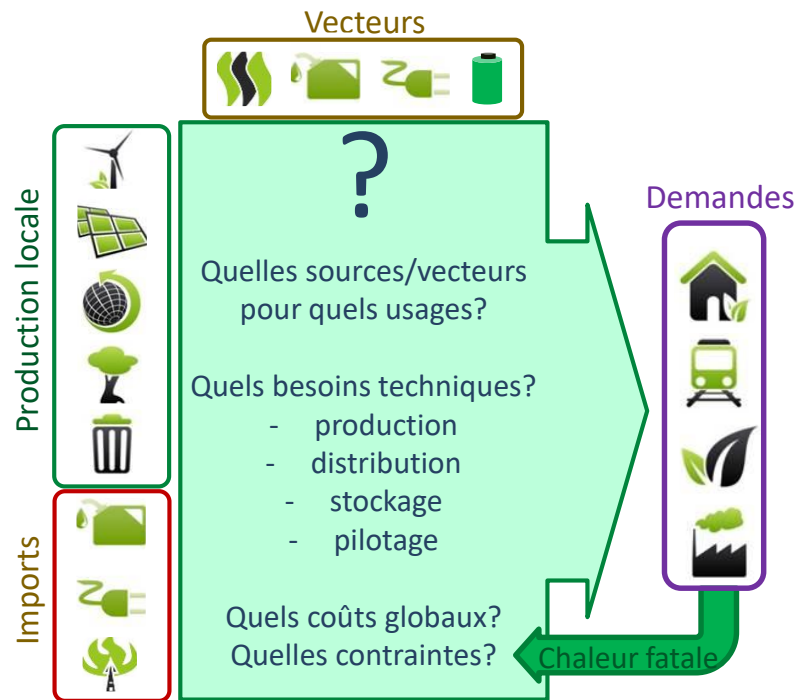 Vecteurs
Production locale
Imports
?
Quelles sources/vecteurs
pour quels usages?
Quels besoins techniques?
- production
- distribution
- stockage
- pilotage
Quels coûts globaux?
Quelles contraintes?
Demandes
Chaleur fatale